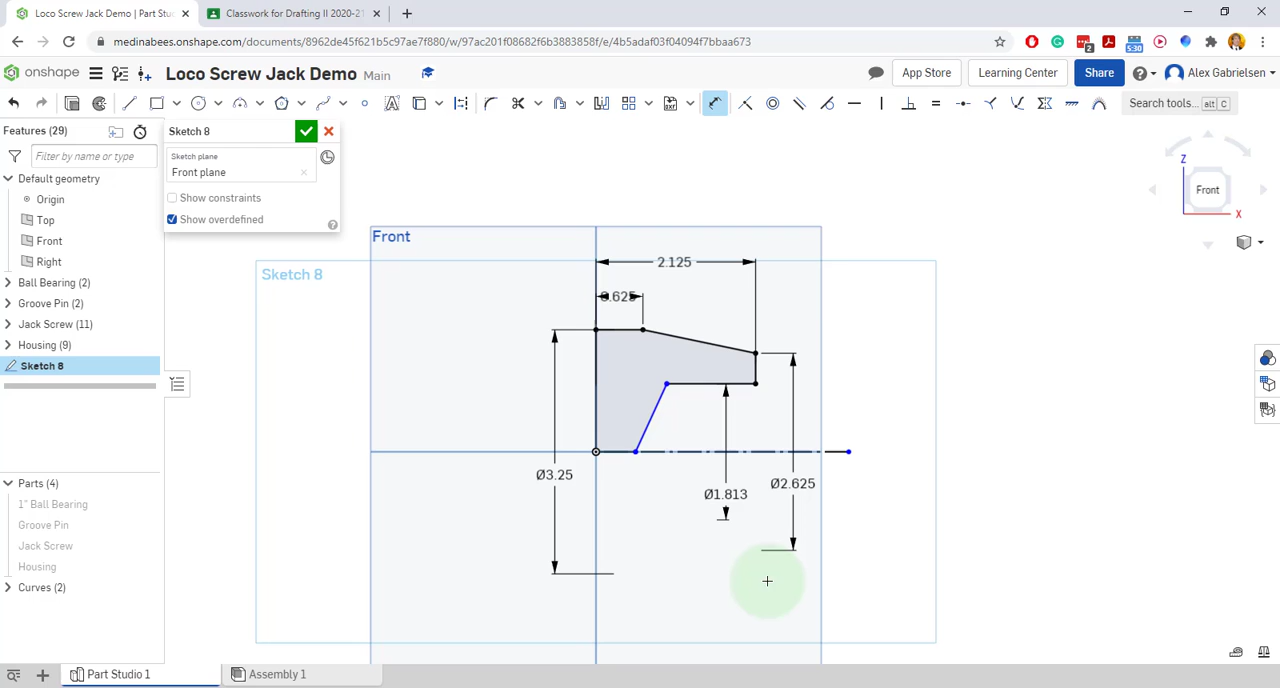 Loco Screw Jack Demo | Part Stu
Classwork for Drafting II 2020-21
medinabees.onshape.com/documents/8962de45f621b5c97ae7f880/w/97ac201f08682f6b3883858f/e/4b5adaf03f04094f7bbaa673
2
5:30
onshape
Loco Screw Jack Demo Main
App Store
Learning Center
Share
Alex Gabrielsen
Search tools... alt C
Features (29)
Filter by name or type
Default geometry
Origin
Top
Front
Right
Ball Bearing (2)
Groove Pin (2)
Jack Screw (11)
Housing (9)
Sketch 8
Parts (4)
1" Ball Bearing
Groove Pin
Jack Screw
Housing
Curves (2)
Sketch 8
Sketch plane
Front plane
Show constraints
Show overdefined
Front
Sketch 8
2.125
0.625
Ø3.25
Ø1.813
Ø2.625
Z
Front
X
Part Studio 1
Assembly 1